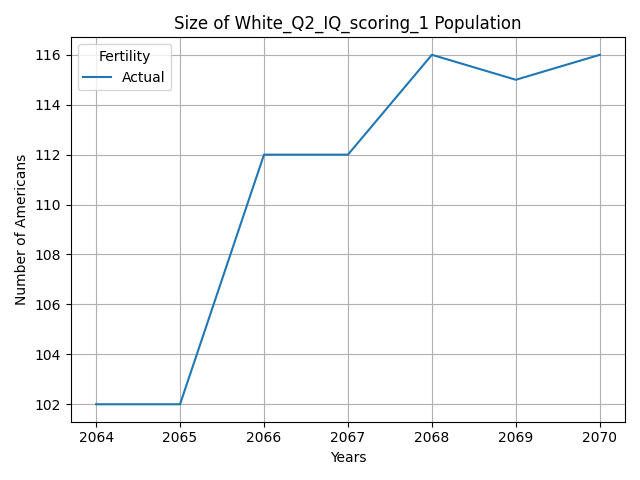 Size of White_Q2_IQ_scoring_1 Population
Fertility
Actual
116
114
112
110
108
106
104
102
Number of Americans
2064 2065 2066 2067 2068 2069 2070
Years